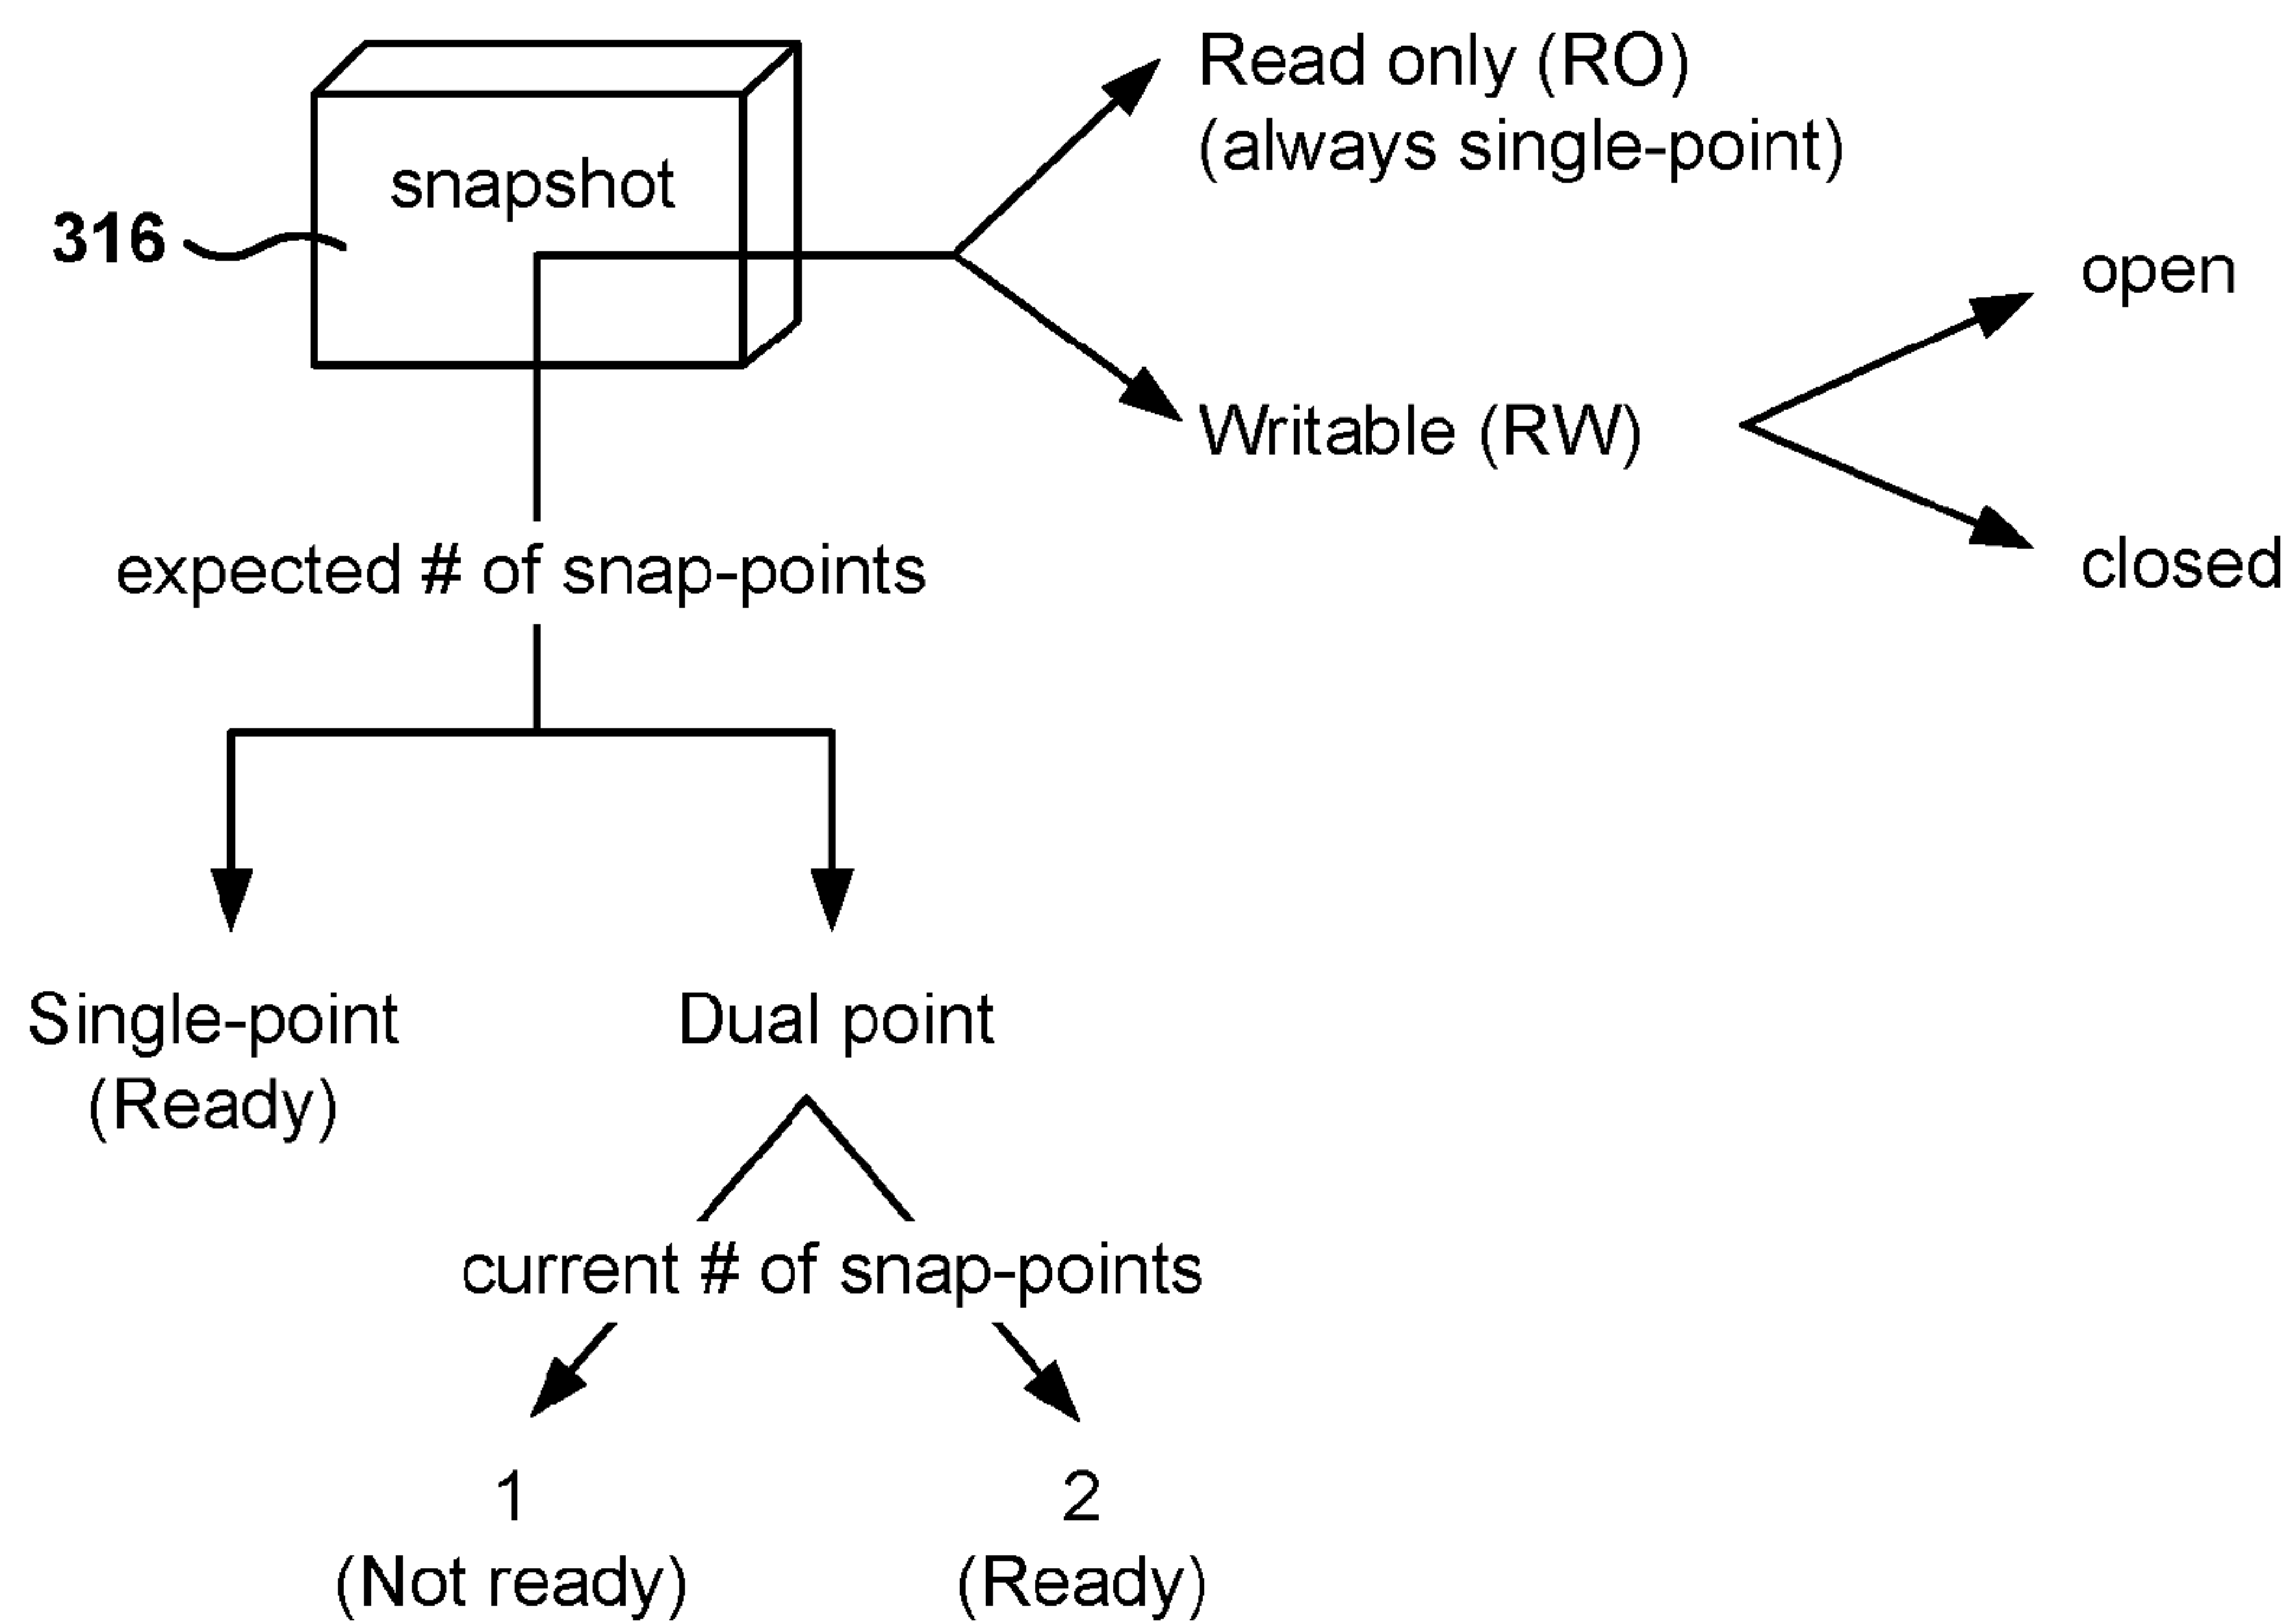 Read only (RO)
(always single-point)
snapshot
316
open
Writable (RW)
closed
expected # of snap-points
Single-point
(Ready)
Dual point
current # of snap-points
1
(Not ready)
2
(Ready)